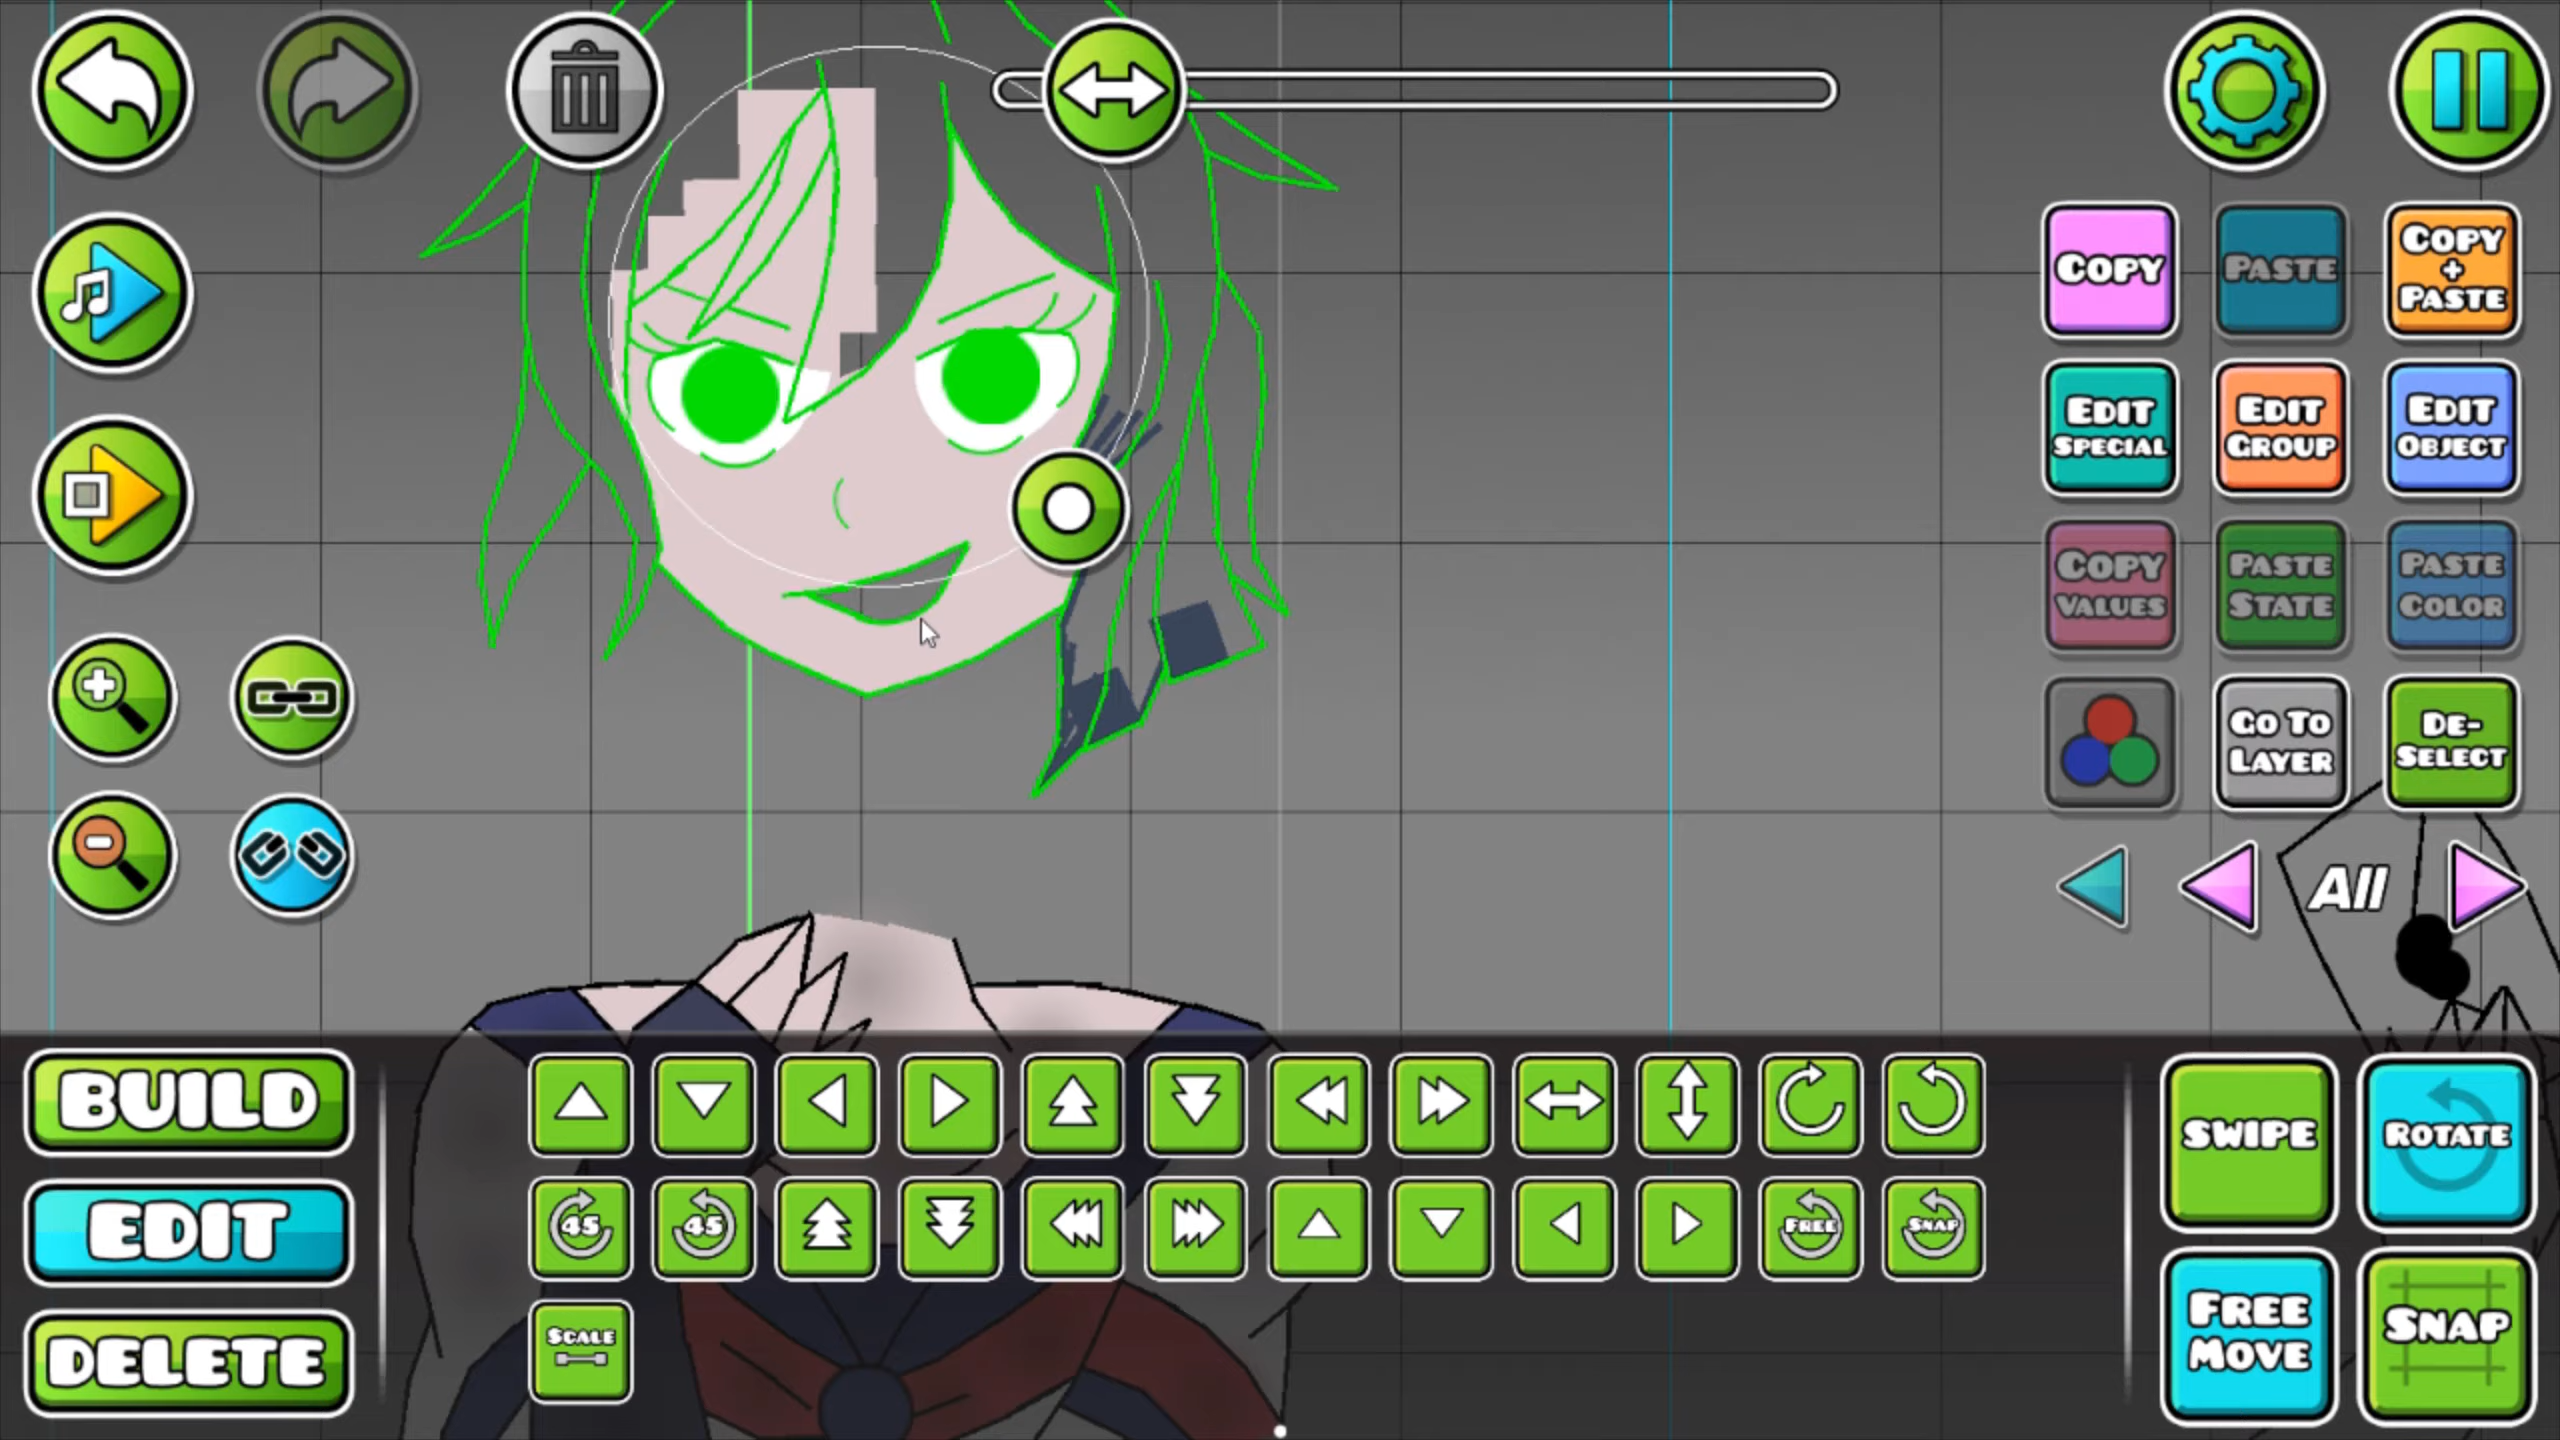 COPY
PASTE
COPY
+
PASTE
EDIT
SPECIAL
EDIT
GROUP
EDIT
OBJECT
COPY
VALUES
PASTE
STATE
PASTE
COLOR
GO TO
LAYER
DE-
SELECT
All
BUILD
EDIT
DELETE
45
45
FREE
SNAP
SCALE
SWIPE
ROTATE
FREE
MOVE
SNAP